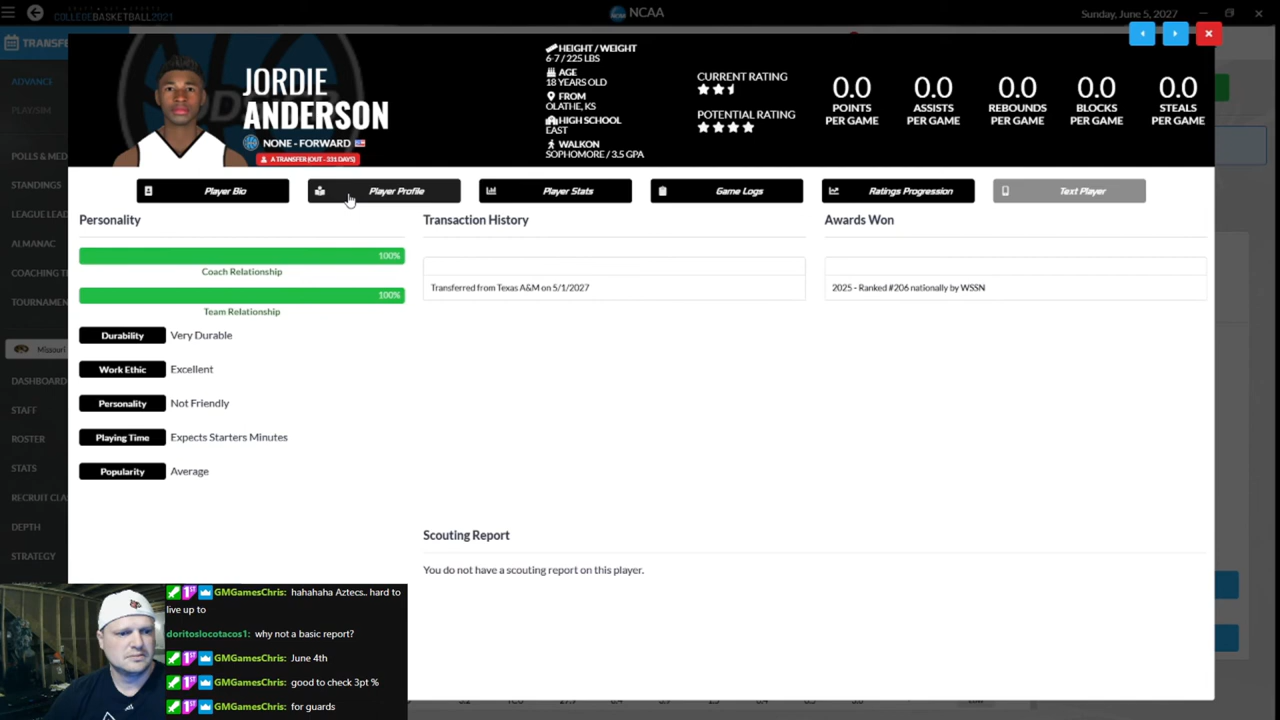 COLLEGEBASKETBALL2021
NCAA
Sunday, June 5, 2027
TRANSFE
ADVANCE
PLAY/SIM
POLLS & MED
STANDINGS
LEAGUE LEAD
ALMANAC
COACHING T
TOURNAMEN
Missouri
DASHBOARD
STAFF
ROSTER
STATS
RECRUIT CLA
DEPTH
STRATEGY
JORDIE
ANDERSON
NONE - FORWARD
A TRANSFER (OUT - 331 DAYS)
HEIGHT / WEIGHT
6-7 / 225 LBS
AGE
18 YEARS OLD
FROM
OLATHE, KS
HIGH SCHOOL
EAST
WALKON
SOPHOMORE / 3.5 GPA
CURRENT RATING
POTENTIAL RATING
0.0
POINTS
PER GAME
0.0
ASSISTS
PER GAME
0.0
REBOUNDS
PER GAME
0.0
BLOCKS
PER GAME
0.0
STEALS
PER GAME
Player Bio
Player Profile
Player Stats
Game Logs
Ratings Progression
Text Player
Personality
100%
Coach Relationship
100%
Team Relationship
Durability Very Durable
Work Ethic Excellent
Personality Not Friendly
Playing Time Expects Starters Minutes
Popularity Average
Transaction History
Transferred from Texas A&M on 5/1/2027
Awards Won
2025 - Ranked #206 nationally by WSSN
Scouting Report
You do not have a scouting report on this player.
GMGamesChris: hahahaha Aztecs.. hard to
live up to
doritoslocotacos1: why not a basic report?
GMGamesChris: June 4th
GMGamesChris: good to check 3pt %
GMGamesChris: for guards